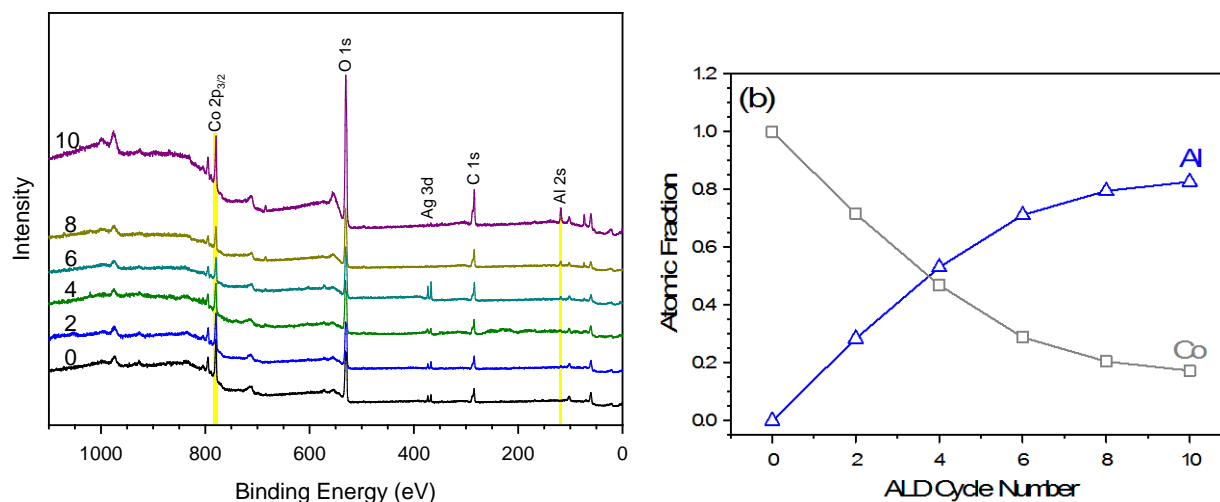 Intensity
10
8
6
4
2
0
Co 2p3/2
O 1s
Ag 3d
C 1s
Al 2s
1000 800 600 400 200 0
Binding Energy (eV)
(b)
Atomic Fraction
1.2
1.0
0.8
0.6
0.4
0.2
0.0
Al
Co
0 2 4 6 8 10
ALD Cycle Number